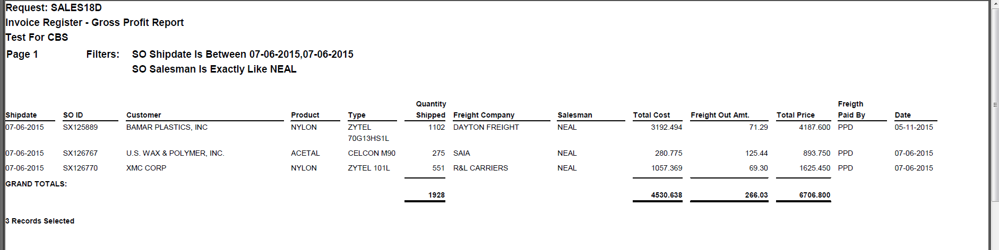 Request: SALES18D
Invoice Register - Gross Profit Report
Test For CBS
Page 1 Filters: SO Shipdate Is Between 07-06-2015,07-06-2015
SO Salesman Is Exactly Like NEAL
Quantity Freigth
Shipdate SO ID Customer Product Type Shipped Freight Company Salesman Total Cost Freight Out Amt. Total Price Paid By Date
07-06-2015 SX125889 BAMAR PLASTICS, INC NYLON ZYTEL 1102 DAYTON FREIGHT NEAL 3192.494 71.29 4187.600 PPD 05-11-2015
70G13HS1L
07-06-2015 SX126767 U.S. WAX & POLYMER, INC. ACETAL CELCON M90 275 SAIA NEAL 280.775 125.44 893.750 PPD 07-06-2015
07-06-2015 SX126770 XMC CORP NYLON ZYTEL 101L 551 R&L CARRIERS NEAL 1057.369 69.30 1625.450 PPD 07-06-2015
GRAND TOTALS:
1928 4530.638 266.03 6706.800
3 Records Selected